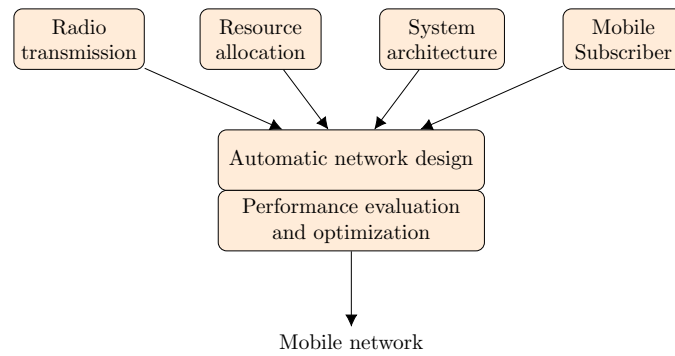 Radio
transmission
Resource
allocation
System
architecture
Mobile
Subscriber
Automatic network design
Performance evaluation
and optimization
Mobile network